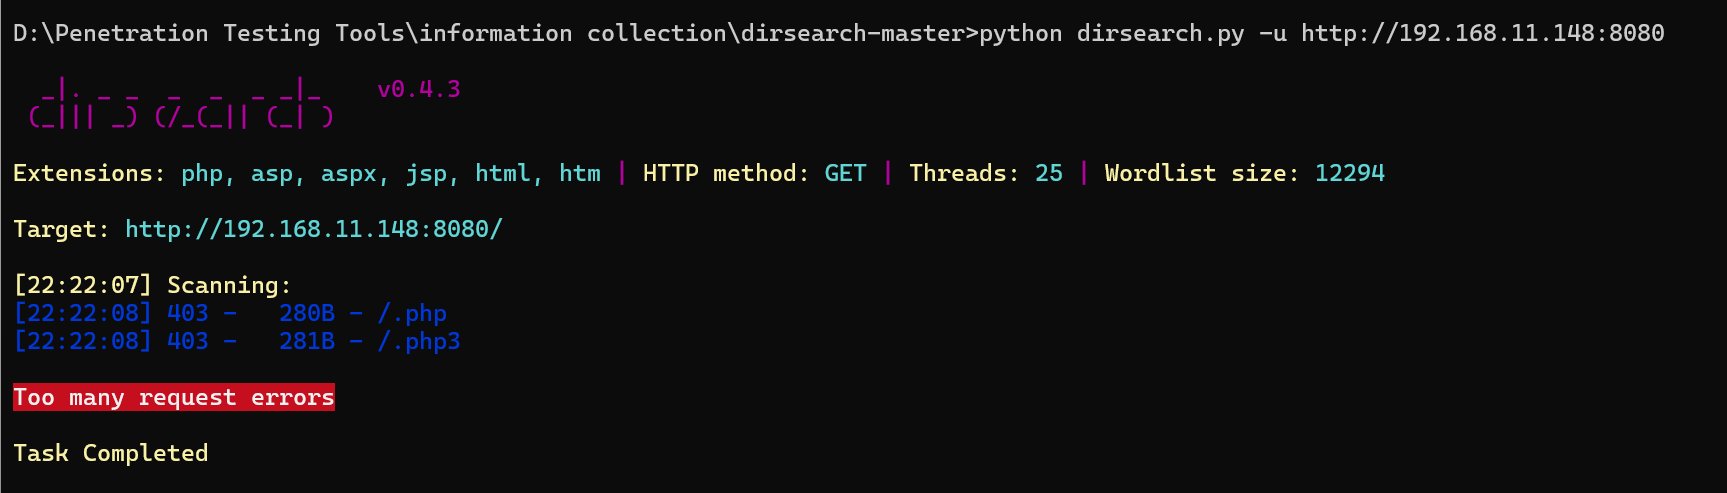 D:\Penetration Testing Tools\information collection\dirsearch-master>python dirsearch.py -u http://192.168.11.148:8080
  _|. _ _  _  _  _ _|_    v0.4.3
 (_||| _) (/_(_|| (_| )
Extensions: php, asp, aspx, jsp, html, htm | HTTP method: GET | Threads: 25 | Wordlist size: 12294
Target: http://192.168.11.148:8080/
[22:22:07] Scanning:
[22:22:08] 403 -   280B - /.php
[22:22:08] 403 -   281B - /.php3
Too many request errors
Task Completed